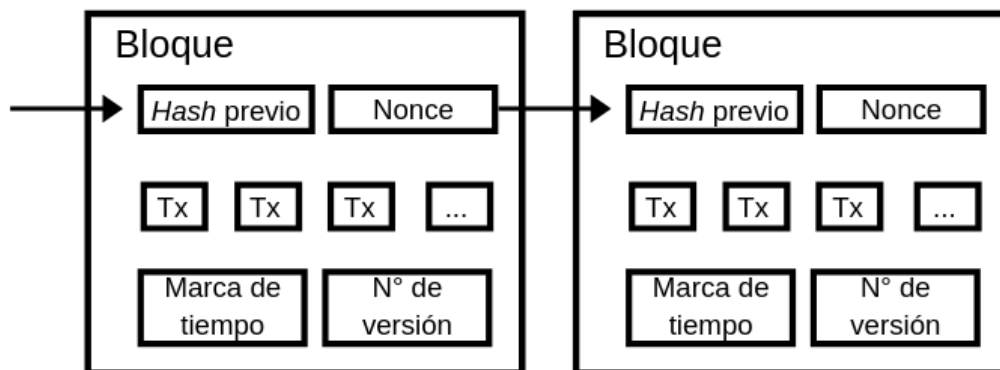 Bloque
Hash previo Nonce
Tx Tx Tx ...
Marca de tiempo
N° de versión
Bloque
Hash previo Nonce
Tx Tx Tx ...
Marca de tiempo
N° de versión